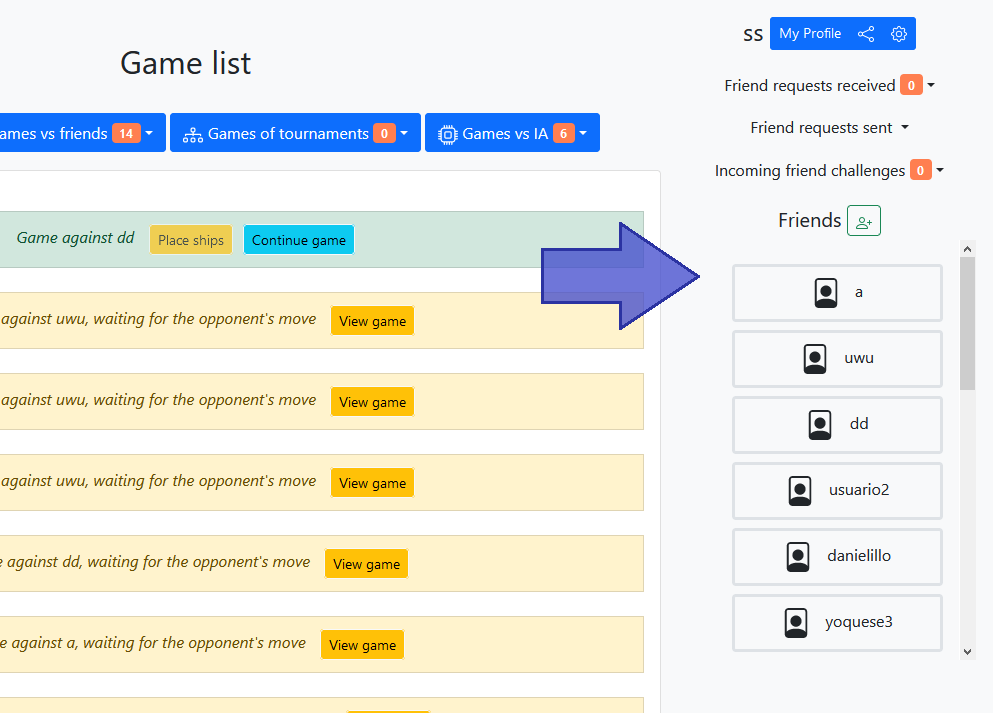 ss My Profile
Game list
Friend requests received 0
ames vs friends 14 Games of tournaments 0 Games vs IA 6
Friend requests sent
Incoming friend challenges 0
Friends
Game against dd Place ships Continue game
a
against uwu, waiting for the opponent's move View game
uwu
against uwu, waiting for the opponent's move View game
dd
against uwu, waiting for the opponent's move View game
usuario2
e against dd, waiting for the opponent's move View game
danielillo
e against a, waiting for the opponent's move View game
yoquese3